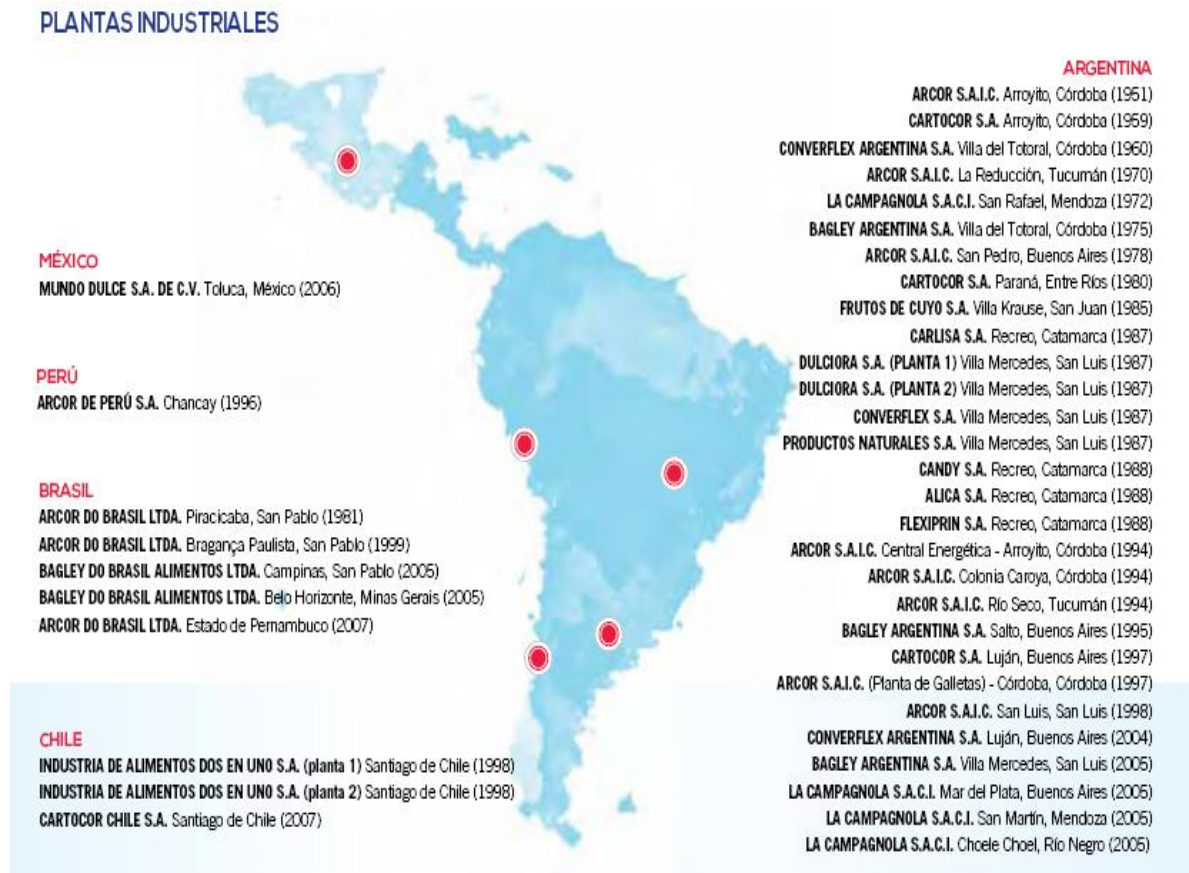 PLANTAS INDUSTRIALES
MÉXICO
MUNDO DULCE S.A. DE C.V. Toluca, México (2006)
PERÚ
ARCOR DE PERÚ S.A. Chancay (1996)
BRASIL
ARCOR DO BRASIL LTDA. Piracicaba, San Pablo (1981)
ARCOR DO BRASIL LTDA. Bragança Paulista, San Pablo (1999)
BAGLEY DO BRASIL ALIMENTOS LTDA. Campinas, San Pablo (2005)
BAGLEY DO BRASIL ALIMENTOS LTDA. Belo Horizonte, Minas Gerais (2005)
ARCOR DO BRASIL LTDA. Estado de Pernambuco (2007)
CHILE
INDUSTRIA DE ALIMENTOS DOS EN UNO S.A. (planta 1) Santiago de Chile (1998)
INDUSTRIA DE ALIMENTOS DOS EN UNO S.A. (planta 2) Santiago de Chile (1998)
CARTOCOR CHILE S.A. Santiago de Chile (2007)
ARGENTINA
ARCOR S.A.I.C. Arroyito, Córdoba (1951)
CARTOCOR S.A. Arroyito, Córdoba (1959)
CONVERFLEX ARGENTINA S.A. Villa del Totoral, Córdoba (1960)
ARCOR S.A.I.C. La Reducción, Tucumán (1970)
LA CAMPAGNOLA S.A.C.I. San Rafael, Mendoza (1972)
BAGLEY ARGENTINA S.A. Villa del Totoral, Córdoba (1975)
ARCOR S.A.I.C. San Pedro, Buenos Aires (1978)
CARTOCOR S.A. Paraná, Entre Ríos (1980)
FRUTOS DE CUYO S.A. Villa Krause, San Juan (1985)
CARLISA S.A. Recreo, Catamarca (1987)
DULCIORA S.A. (PLANTA 1) Villa Mercedes, San Luis (1987)
DULCIORA S.A. (PLANTA 2) Villa Mercedes, San Luis (1987)
CONVERFLEX S.A. Villa Mercedes, San Luis (1987)
PRODUCTOS NATURALES S.A. Villa Mercedes, San Luis (1987)
CANDY S.A. Recreo, Catamarca (1988)
ALICA S.A. Recreo, Catamarca (1988)
FLEXIPRIN S.A. Recreo, Catamarca (1988)
ARCOR S.A.I.C. Central Energética - Arroyito, Córdoba (1994)
ARCOR S.A.I.C. Colonia Caroya, Córdoba (1994)
ARCOR S.A.I.C. Río Seco, Tucumán (1994)
BAGLEY ARGENTINA S.A. Salto, Buenos Aires (1995)
CARTOCOR S.A. Luján, Buenos Aires (1997)
ARCOR S.A.I.C. (Planta de Galletas) - Córdoba, Córdoba (1997)
ARCOR S.A.I.C. San Luis, San Luis (1998)
CONVERFLEX ARGENTINA S.A. Luján, Buenos Aires (2004)
BAGLEY ARGENTINA S.A. Villa Mercedes, San Luis (2005)
LA CAMPAGNOLA S.A.C.I. Mar del Plata, Buenos Aires (2005)
LA CAMPAGNOLA S.A.C.I. San Martín, Mendoza (2005)
LA CAMPAGNOLA S.A.C.I. Choele Choel, Río Negro (2005)